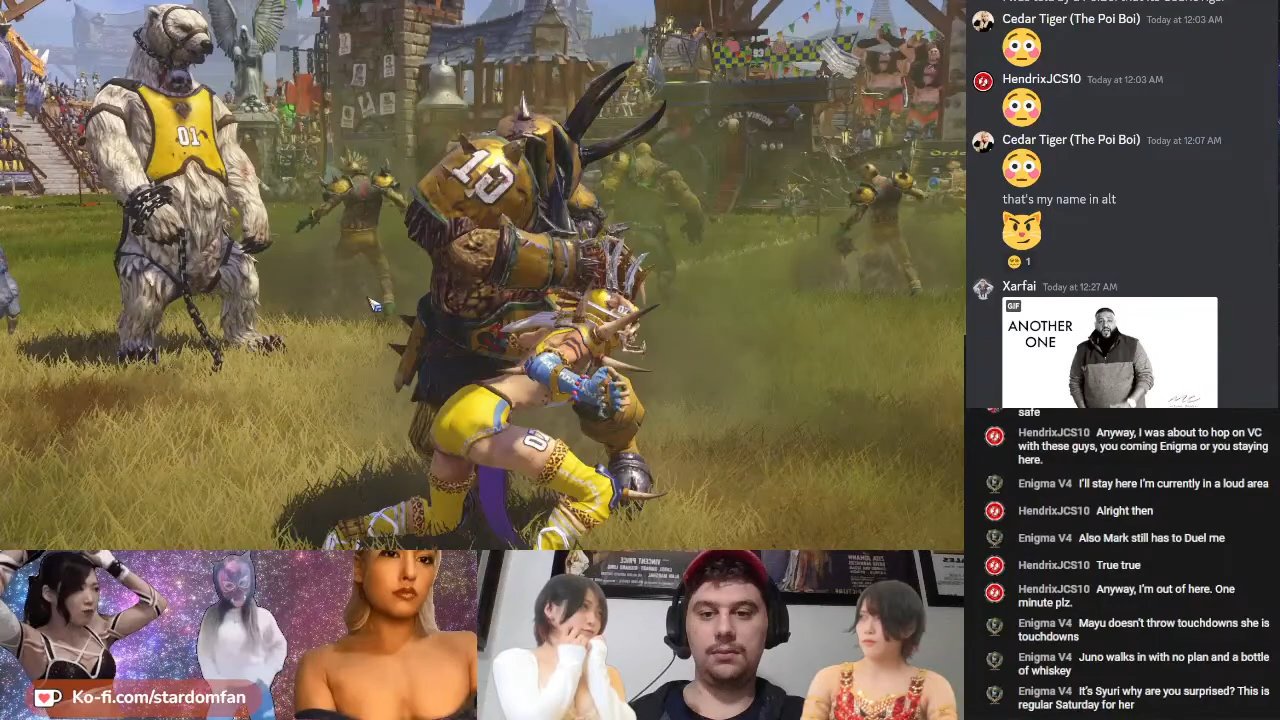 Cedar Tiger (The Poi Boi) Today at 12:03 AM
HendrixJCS10 Today at 12:03 AM
Cedar Tiger (The Poi Boi) Today at 12:07 AM
that's my name in alt
1
Xarfai Today at 12:27 AM
GIF
ANOTHER
ONE
safe
HendrixJCS10 Anyway, I was about to hop on VC
with these guys, you coming Enigma or you staying
here.
Enigma V4 I'll stay here I'm currently in a loud area
HendrixJCS10 Alright then
Enigma V4 Also Mark still has to Duel me
HendrixJCS10 True true
HendrixJCS10 Anyway, I'm out of here. One
minute plz.
Enigma V4 Mayu doesn't throw touchdowns she is
touchdowns
Enigma V4 Juno walks in with no plan and a bottle
of whiskey
Enigma V4 It's Syuri why are you surprised? This is
regular Saturday for her
01
10
07
93
CABALVISION
Ko-fi.com/stardomfan
VINCENT PRICE